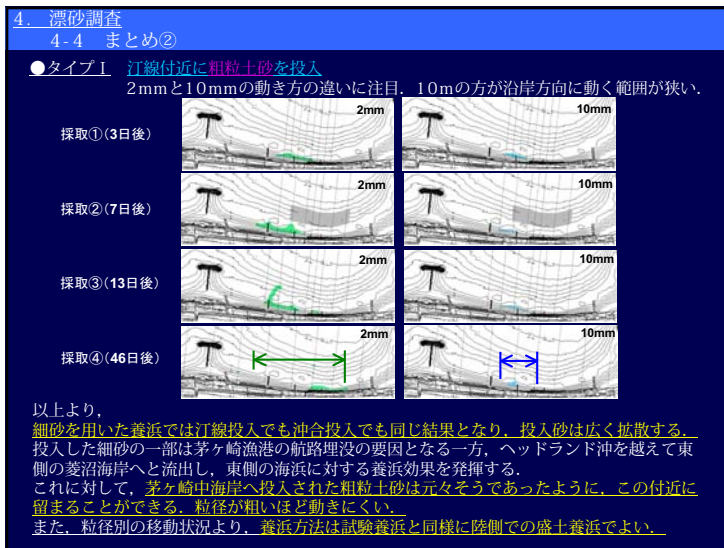 4. 漂砂調査
4-4 まとめ②
●タイプⅠ 汀線付近に粗粒土砂を投入
2mmと10mmの動き方の違いに注目．10mの方が沿岸方向に動く範囲が狭い．
2mm
10mm
採取①(3日後)
2mm
10mm
採取②(7日後)
2mm
10mm
採取③(13日後)
2mm
10mm
採取④(46日後)
以上より，
細砂を用いた養浜では汀線投入でも沖合投入でも同じ結果となり，投入砂は広く拡散する．
投入した細砂の一部は茅ヶ崎漁港の航路埋没の要因となる一方，ヘッドランド沖を越えて東
側の菱沼海岸へと流出し，東側の海浜に対する養浜効果を発揮する．
これに対して，茅ヶ崎中海岸へ投入された粗粒土砂は元々そうであったように，この付近に
留まることができる．粒径が粗いほど動きにくい．
また，粒径別の移動状況より，養浜方法は試験養浜と同様に陸側での盛土養浜でよい．